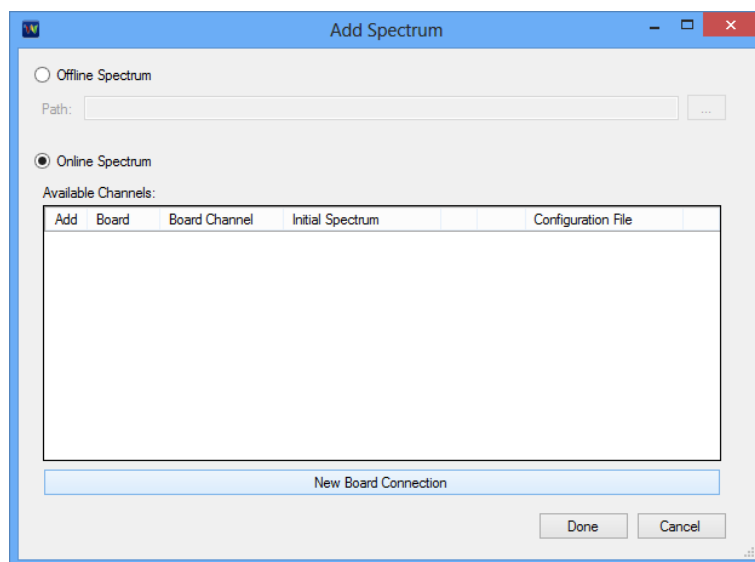 Add Spectrum
Offline Spectrum
Path: ...
Online Spectrum
Available Channels:
Add Board Board Channel Initial Spectrum Configuration File
New Board Connection
Done Cancel